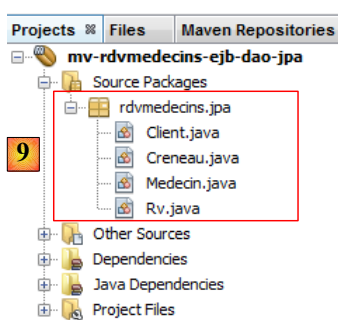 Projects Files Maven Repositories
mv-rdvmedecins-ejb-dao-jpa
Source Packages
rdvmedecins.jpa
Client.java
9 Creneau.java
Medecin.java
Rv.java
Other Sources
Dependencies
Java Dependencies
Project Files